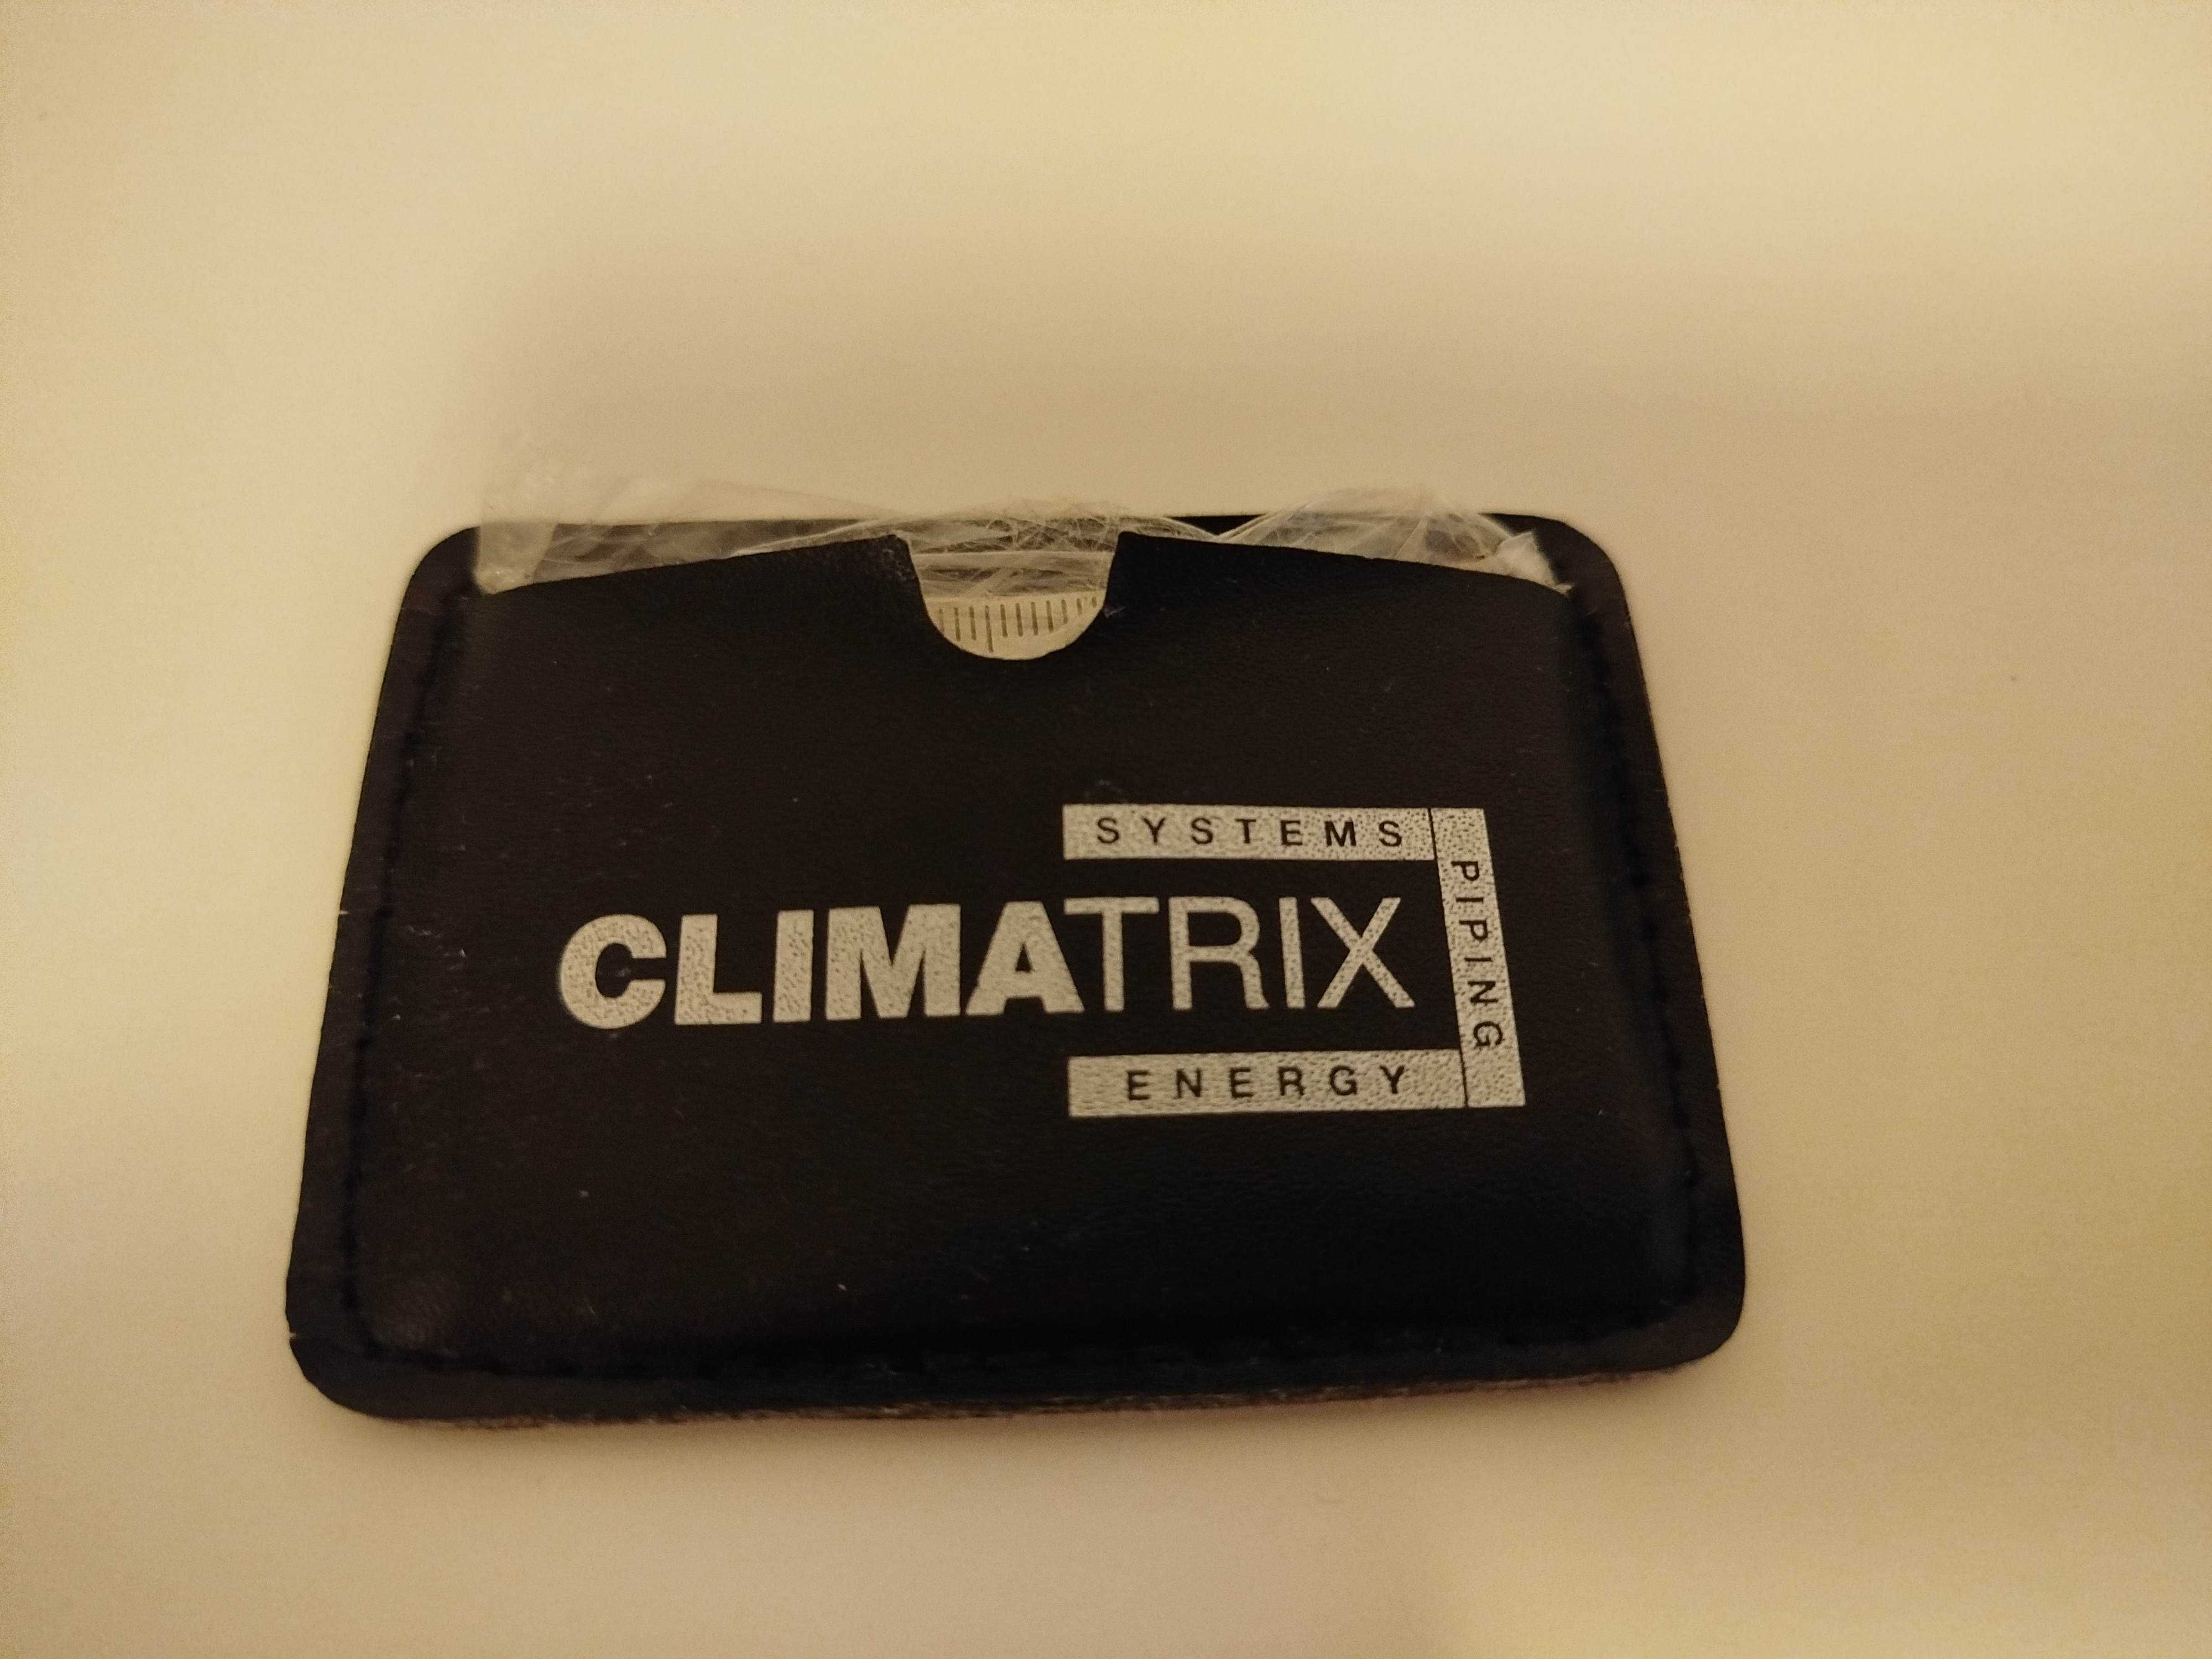 SYSTEMS
CLIMATRIX
PIPING
ENERGY